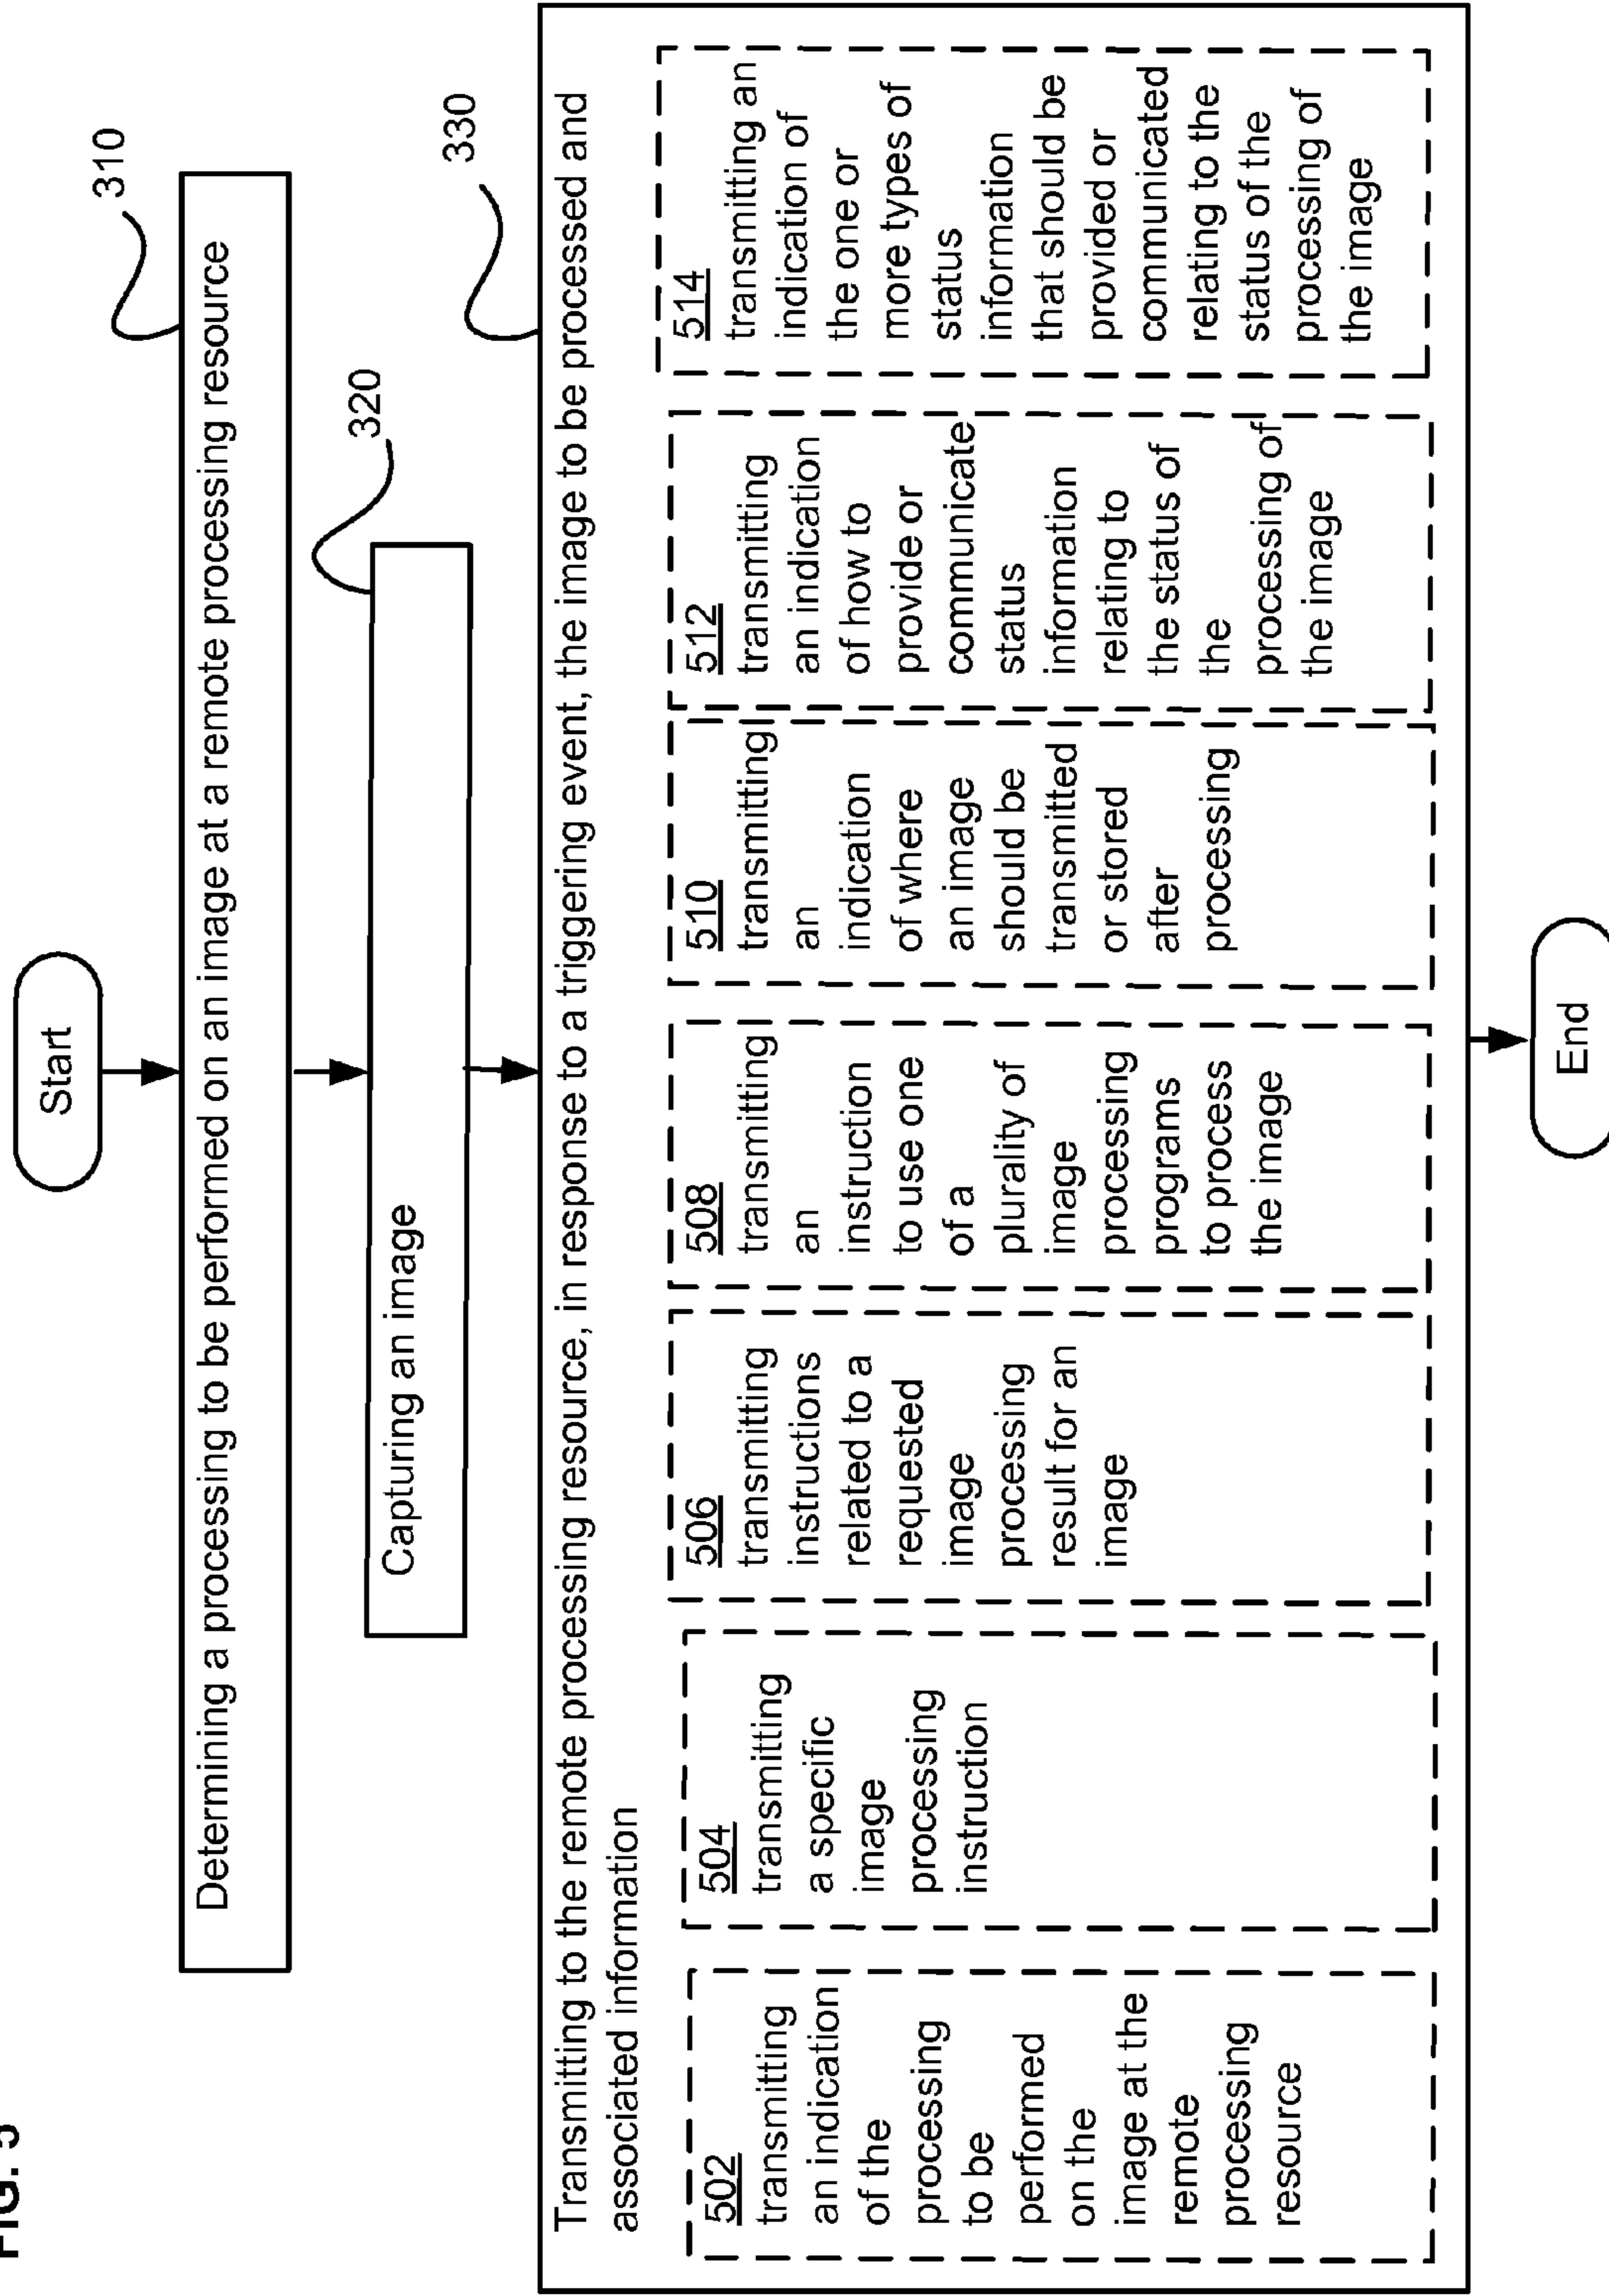 FIG. 5
Start
310
Determining a processing to be performed on an image at a remote processing resource
320
Capturing an image
330
Transmitting to the remote processing resource, in response to a triggering event, the image to be processed and
associated information
502
transmitting
an indication
of the
processing
to be
performed
on the
image at the
remote
processing
resource
504
transmitting
a specific
image
processing
instruction
506
transmitting
instructions
related to a
requested
image
processing
result for an
image
508
transmitting
an
instruction
to use one
of a
plurality of
image
processing
programs
to process
the image
510
transmitting
an
indication
of where
an image
should be
transmitted
or stored
after
processing
512
transmitting
an indication
of how to
provide or
communicate
status
information
relating to
the status of
the
processing of
the image
514
transmitting an
indication of
the one or
more types of
status
information
that should be
provided or
communicated
relating to the
status of the
processing of
the image
End